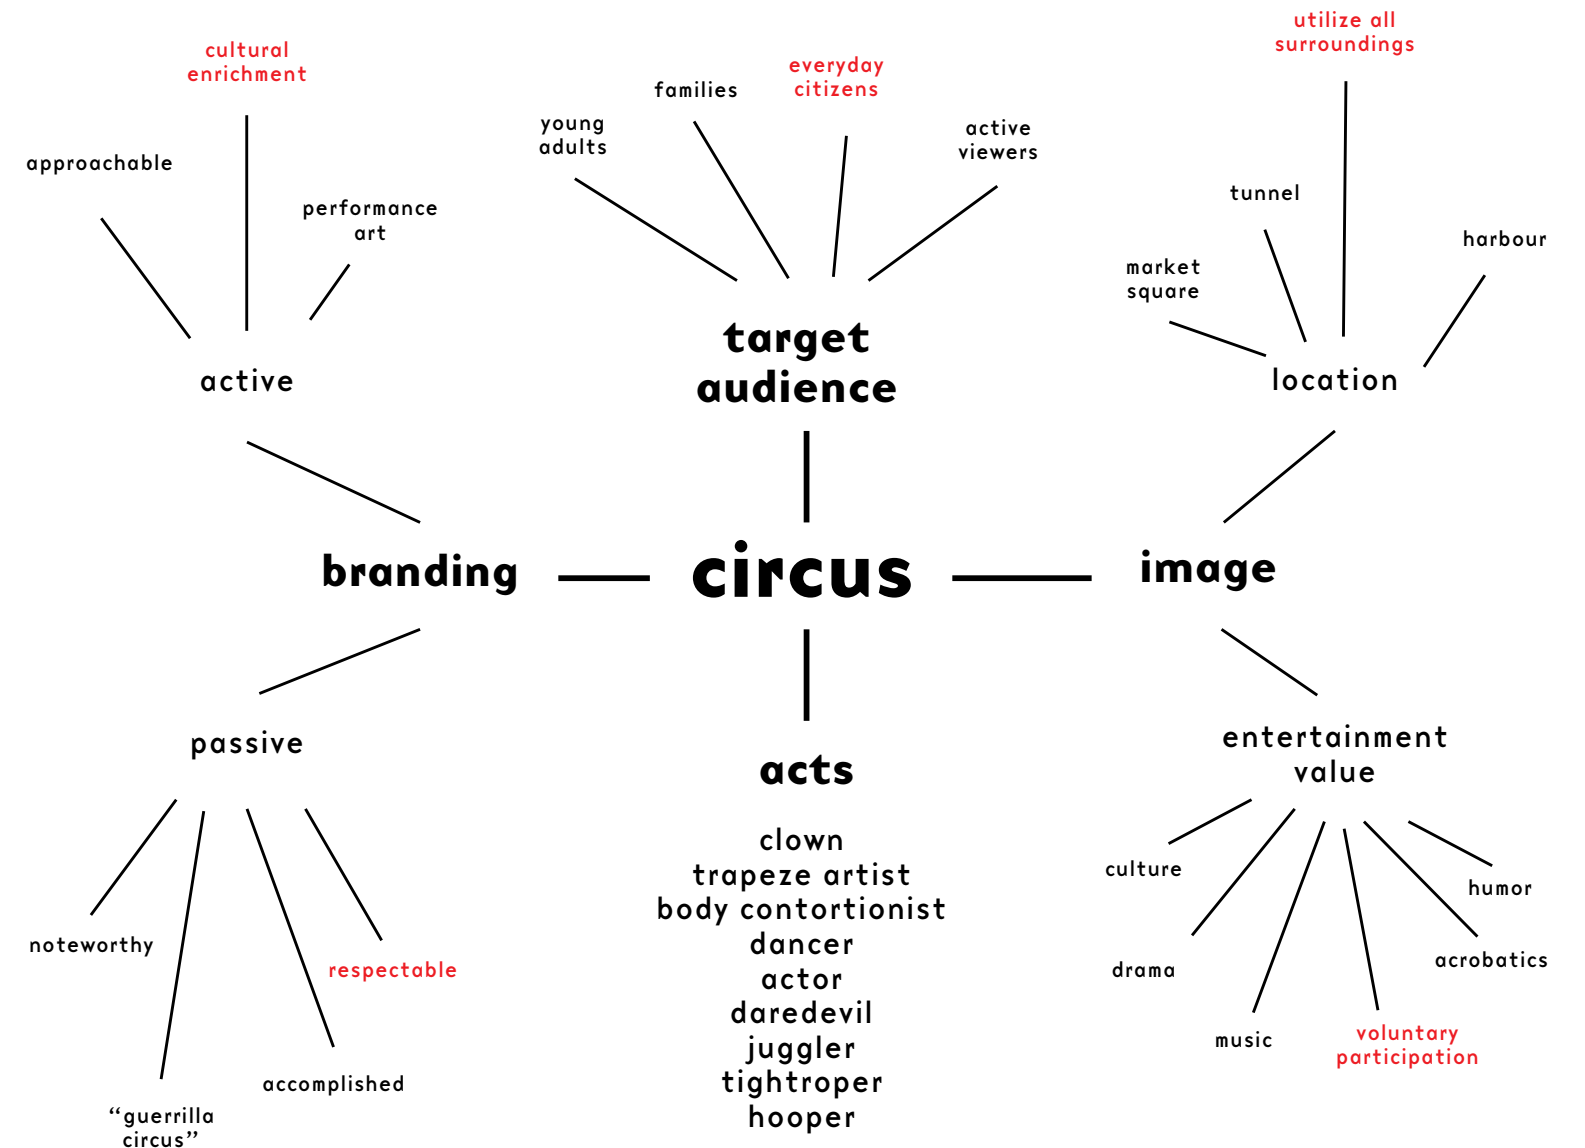 cultural
enrichment
approachable
performance
art
active
young
adults
families
everyday
citizens
active
viewers
target
audience
utilize all
surroundings
tunnel
market
square
harbour
location
branding
circus
image
passive
noteworthy
"guerrilla
circus"
accomplished
respectable
acts
clown
trapeze artist
body contortionist
dancer
actor
daredevil
juggler
tightroper
hooper
entertainment
value
culture
drama
music
voluntary
participation
acrobatics
humor